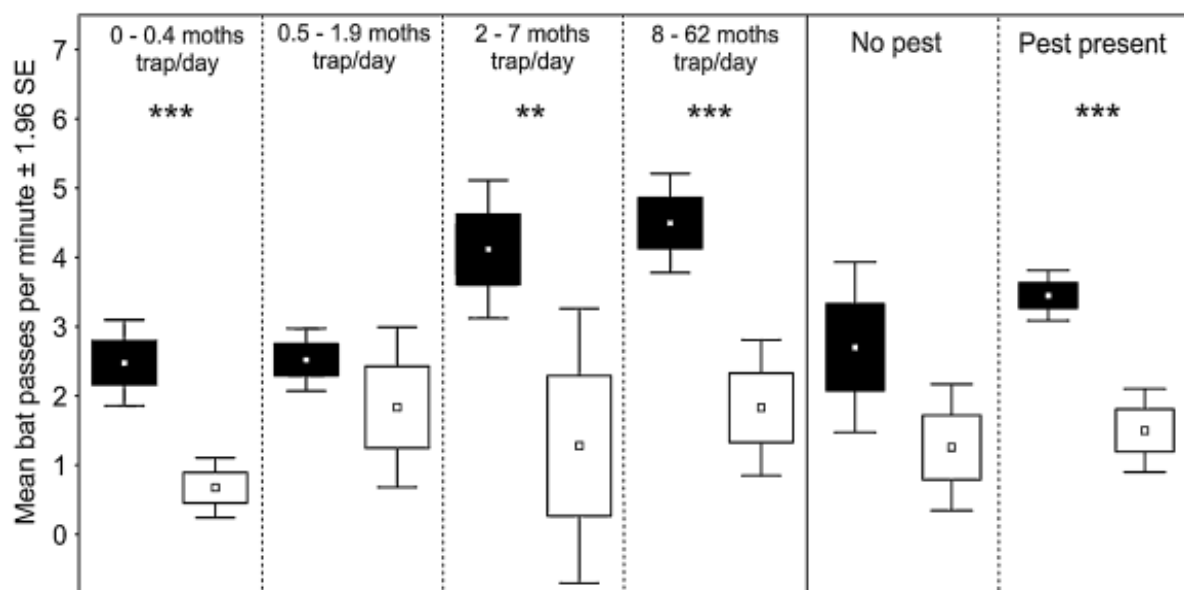 0 - 0.4 moths
trap/day
***
0.5 - 1.9 moths
trap/day
2 - 7 moths
trap/day
**
8 - 62 moths
trap/day
***
No pest
Pest present
***
Mean bat passes per minute ± 1.96 SE
7
6
5
4
3
2
1
0